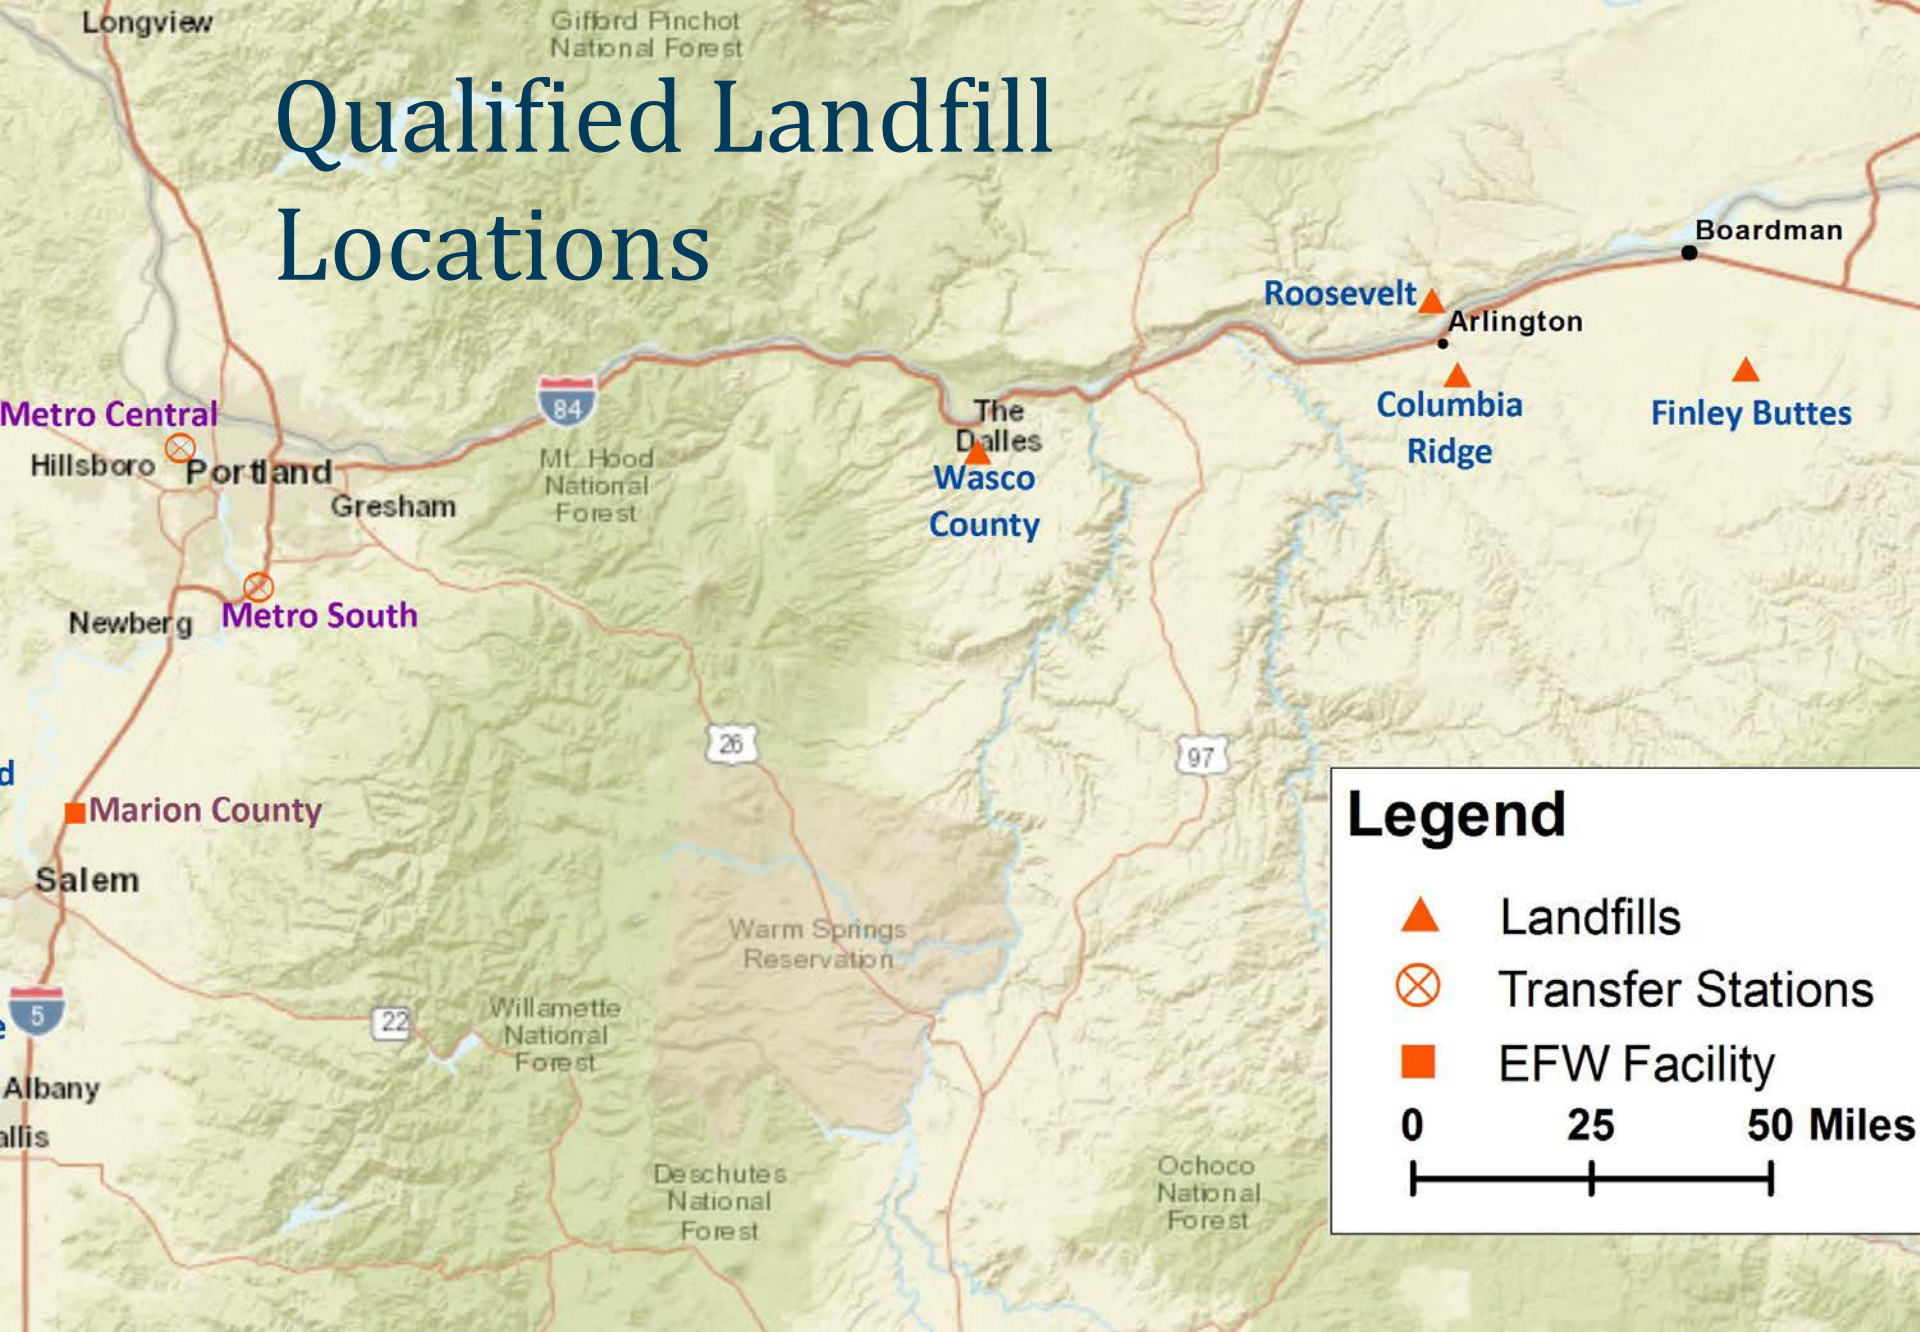 Longview
Gifford Pinchot
National Forest
Qualified Landfill
Locations
Boardman
Roosevelt
Arlington
84
The
Dalles
Metro Central
Columbia
Ridge
Finley Buttes
Hillsboro
Portland
Mt. Hood
National
Forest
Wasco
County
Gresham
Newberg
Metro South
26
97
d
Marion County
Salem
Warm Springs
Reservation
5
e
22
Willamette
National
Forest
Albany
allis
Deschutes
National
Forest
Ochoco
National
Forest
Legend
Landfills
Transfer Stations
EFW Facility
0 25 50 Miles